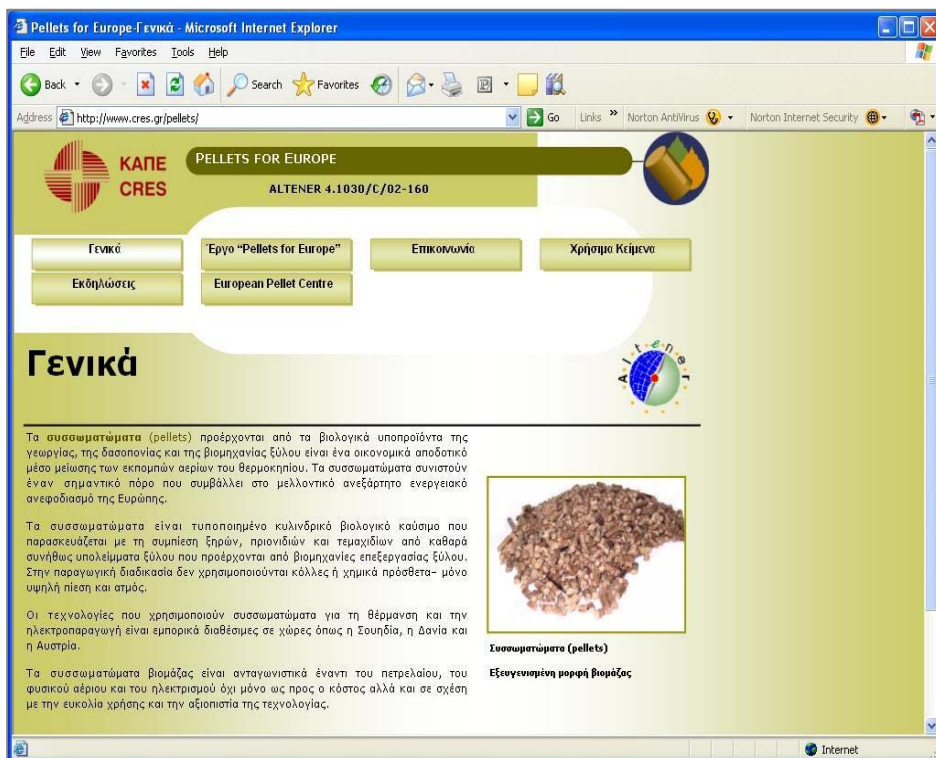 Pellets for Europe-Γενικά - Microsoft Internet Explorer
File Edit View Favorites Tools Help
Back Search Favorites
Address http://www.cres.gr/pellets/ Go Links » Norton AntiVirus Norton Internet Security
ΚΑΠΕ
CRES
PELLETS FOR EUROPE
ALTENER 4.1030/C/02-160
Γενικά Έργο “Pellets for Europe” Επικοινωνία Χρήσιμα Κείμενα
Εκδηλώσεις European Pellet Centre
Γενικά
Altener
Τα συσσωματώματα (pellets) προέρχονται από τα βιολογικά υποπροϊόντα της
γεωργίας, της δασοπονίας και της βιομηχανίας ξύλου είναι ένα οικονομικά αποδοτικό
μέσο μείωσης των εκπομπών αερίων του θερμοκηπίου. Τα συσσωματώματα συνιστούν
έναν σημαντικό πόρο που συμβάλλει στο μελλοντικό ανεξάρτητο ενεργειακό
ανεφοδιασμό της Ευρώπης.
Τα συσσωματώματα είναι τυποποιημένο κυλινδρικό βιολογικό καύσιμο που
παρασκευάζεται με τη συμπίεση ξηρών, πριονιδιών και τεμαχιδίων από καθαρά
συνήθως υπολείμματα ξύλου που προέρχονται από βιομηχανίες επεξεργασίας ξύλου.
Στην παραγωγική διαδικασία δεν χρησιμοποιούνται κόλλες ή χημικά πρόσθετα– μόνο
υψηλή πίεση και ατμός.
Οι τεχνολογίες που χρησιμοποιούν συσσωματώματα για τη θέρμανση και την
ηλεκτροπαραγωγή είναι εμπορικά διαθέσιμες σε χώρες όπως η Σουηδία, η Δανία και
η Αυστρία.
Τα συσσωματώματα βιομάζας είναι ανταγωνιστικά έναντι του πετρελαίου, του
φυσικού αέριου και του ηλεκτρισμού όχι μόνο ως προς ο κόστος αλλά και σε σχέση
με την ευκολία χρήσης και την αξιοπιστία της τεχνολογίας.
Συσσωματώματα (pellets)
Εξευγενισμένη μορφή βιομάζας
Internet